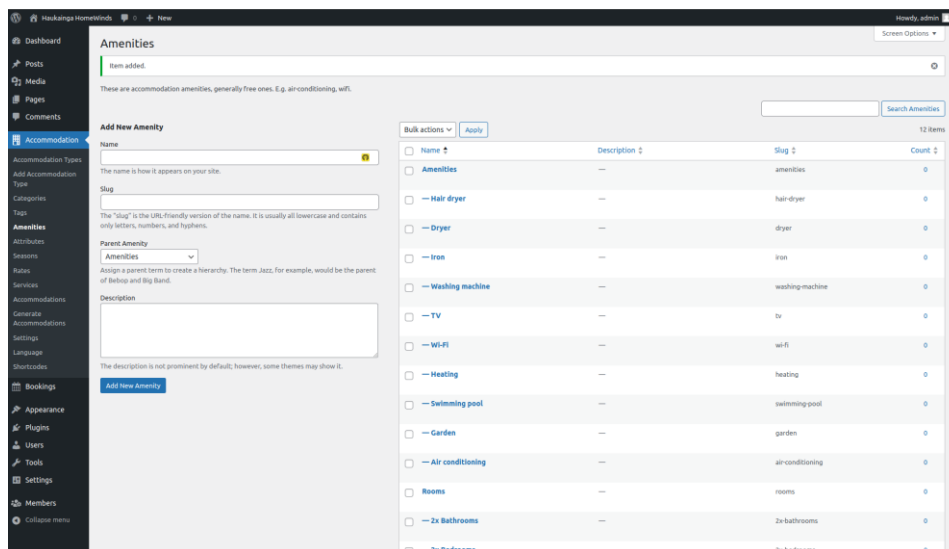 Haukainga HomeWinds 0 + New Howdy, admin
Screen Options ▼
Dashboard
Posts
Media
Pages
Comments
Accommodation
Accommodation Types
Add Accommodation
Type
Categories
Tags
Amenities
Attributes
Seasons
Rates
Services
Accommodations
Generate
Accommodations
Settings
Language
Shortcodes
Bookings
Appearance
Plugins
Users
Tools
Settings
Members
Collapse menu
Amenities
Item added.
These are accommodation amenities, generally free ones. E.g. air-conditioning, wifi.
Search Amenities
Add New Amenity
Name
The name is how it appears on your site.
Slug
The "slug" is the URL-friendly version of the name. It is usually all lowercase and contains
only letters, numbers, and hyphens.
Parent Amenity
Amenities
Assign a parent term to create a hierarchy. The term Jazz, for example, would be the parent
of Bebop and Big Band.
Description
The description is not prominent by default; however, some themes may show it.
Add New Amenity
Bulk actions Apply 12 items
Name Description Slug Count
Amenities — amenities 0
— Hair dryer — hair-dryer 0
— Dryer — dryer 0
— Iron — iron 0
— Washing machine — washing-machine 0
— TV — tv 0
— Wi-Fi — wi-fi 0
— Heating — heating 0
— Swimming pool — swimming-pool 0
— Garden — garden 0
— Air conditioning — air-conditioning 0
Rooms — rooms 0
— 2x Bathrooms — 2x-bathrooms 0